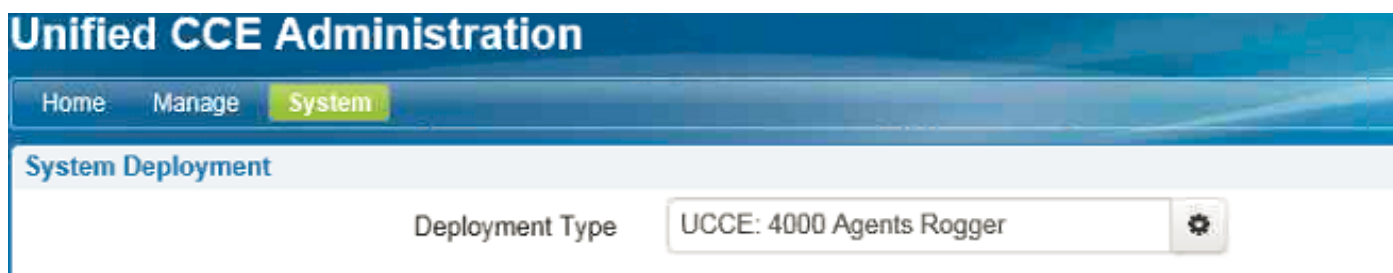 Unified CCE Administration
Home Manage System
System Deployment
Deployment Type UCCE: 4000 Agents Rogger